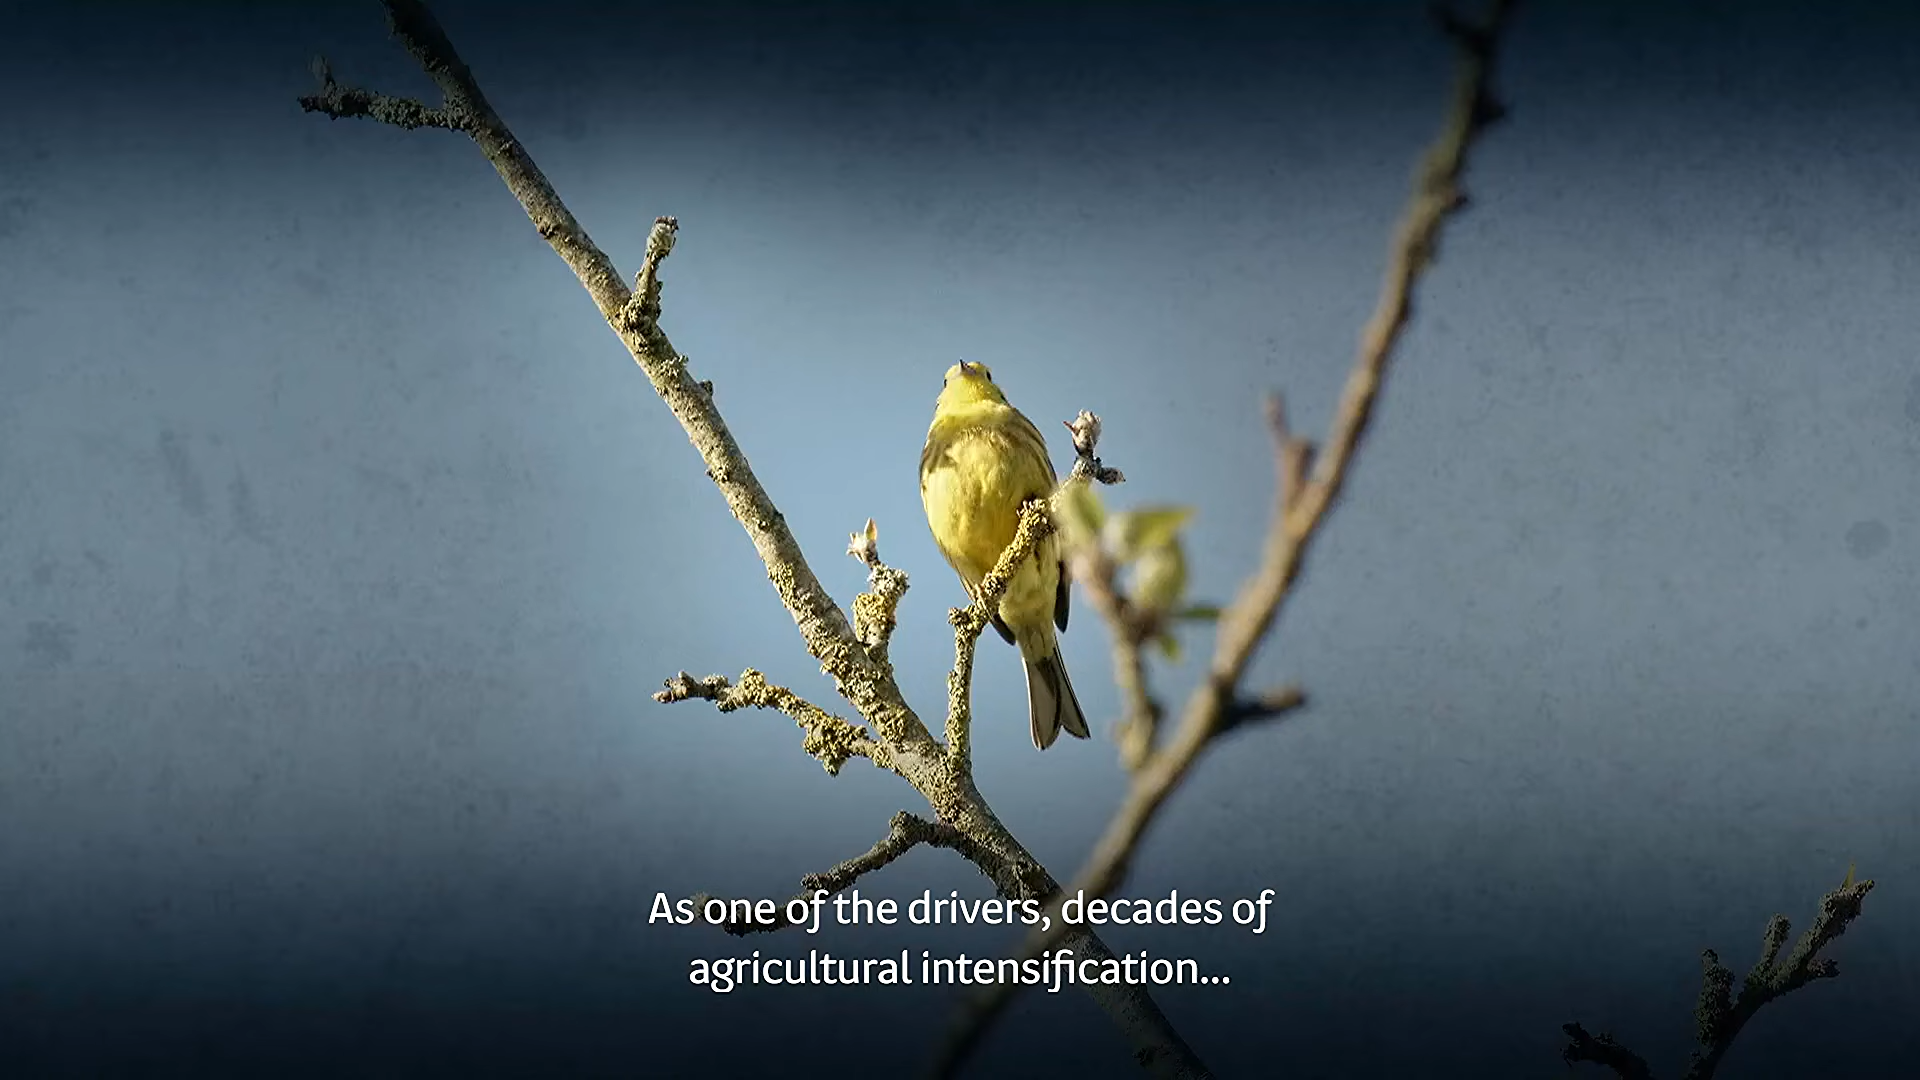 As one of the drivers, decades of
agricultural intensification...